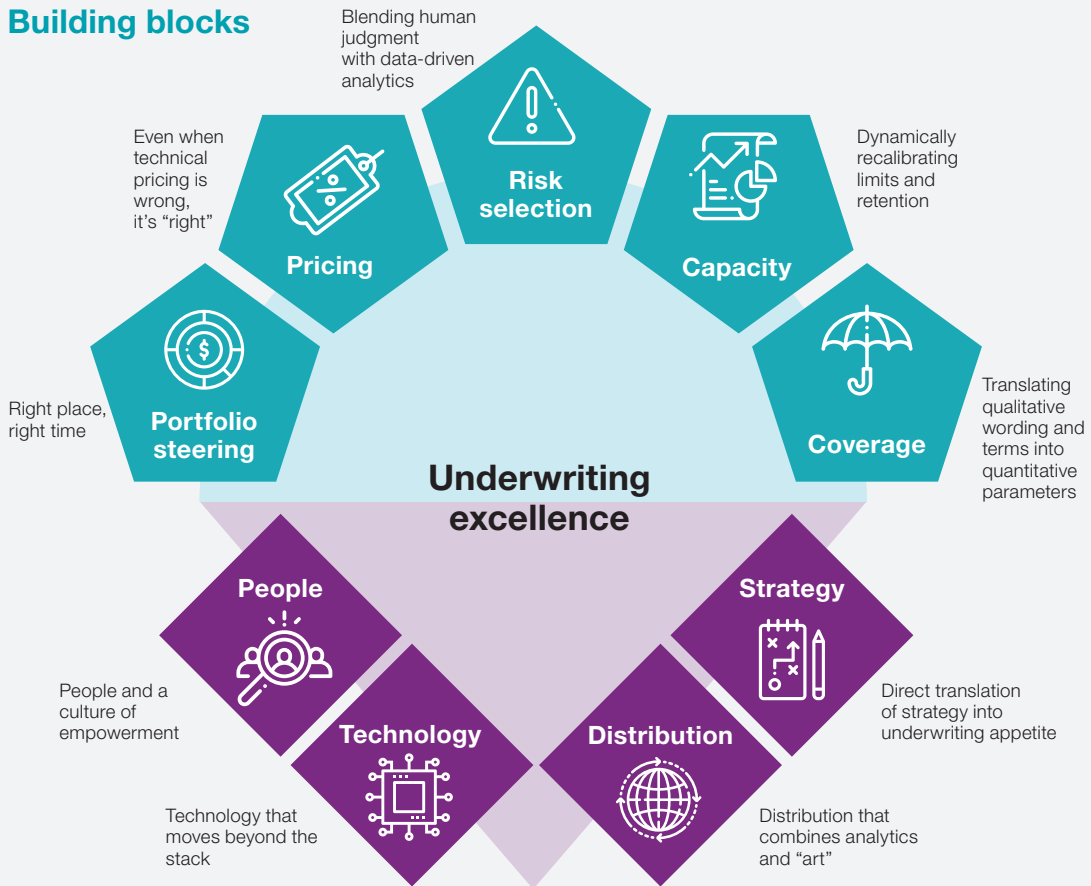 Building blocks
Blending human
judgment
with data-driven
analytics
Risk
selection
Even when
technical
pricing is
wrong,
it’s “right”
Pricing
Dynamically
recalibrating
limits and
retention
Capacity
Right place,
right time
Portfolio
steering
Translating
qualitative
wording and
terms into
quantitative
parameters
Coverage
$
Underwriting
excellence
People
People and a
culture of
empowerment
Technology
Technology that
moves beyond the
stack
Strategy
Direct translation
of strategy into
underwriting appetite
Distribution
Distribution that
combines analytics
and “art”